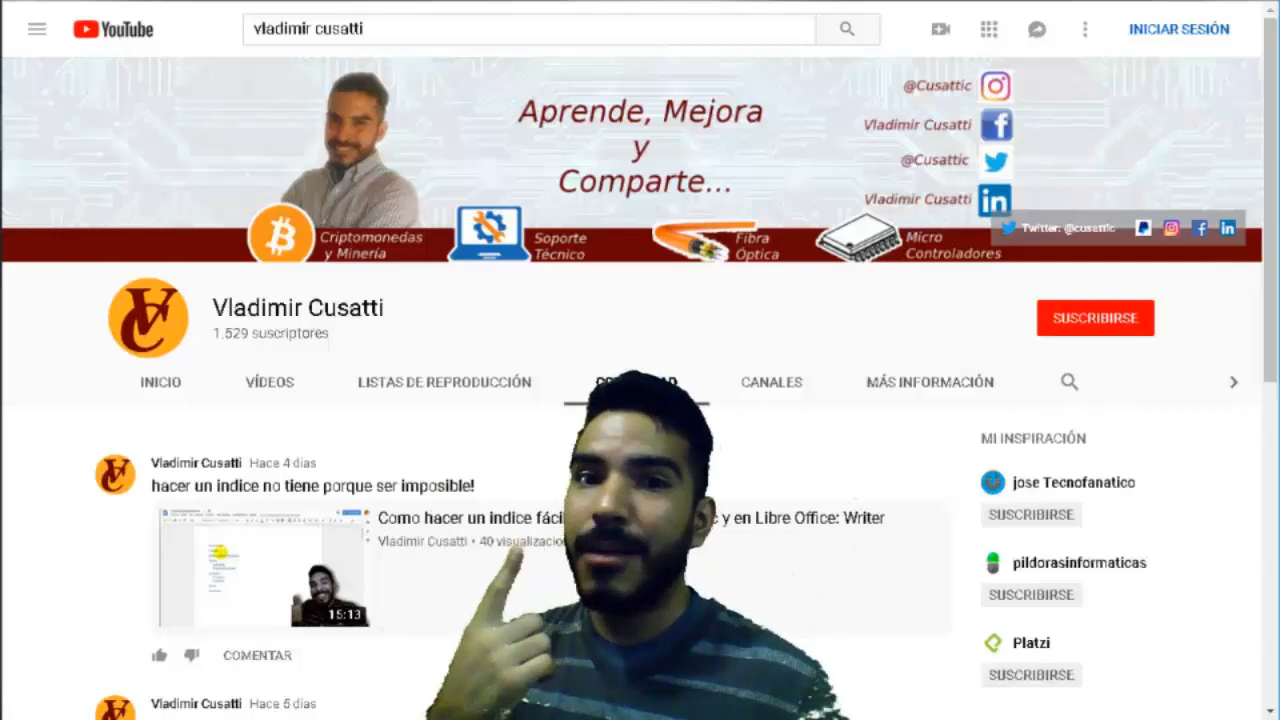 YouTube
vladimir cusatti
INICIAR SESIÓN
Aprende, Mejora
y
Comparte...
@Cusattic
Vladimir Cusatti
@Cusattic
Vladimir Cusatti
Twitter: @cusattic
Criptomonedas
y Minería
Soporte
Técnico
Fibra
Óptica
Micro
Controladores
Vladimir Cusatti
1.529 suscriptores
SUSCRIBIRSE
INICIO
VÍDEOS
LISTAS DE REPRODUCCIÓN
CANALES
MÁS INFORMACIÓN
Vladimir Cusatti Hace 4 días
hacer un indice no tiene porque ser imposible!
Como hacer un indice
y en Libre Office: Writer
Vladimir Cusatti • 40
15:13
COMENTAR
Vladimir Cusatti Hace 5 días
MI INSPIRACIÓN
jose Tecnofanatico
SUSCRIBIRSE
pildorasinformaticas
SUSCRIBIRSE
Platzi
SUSCRIBIRSE